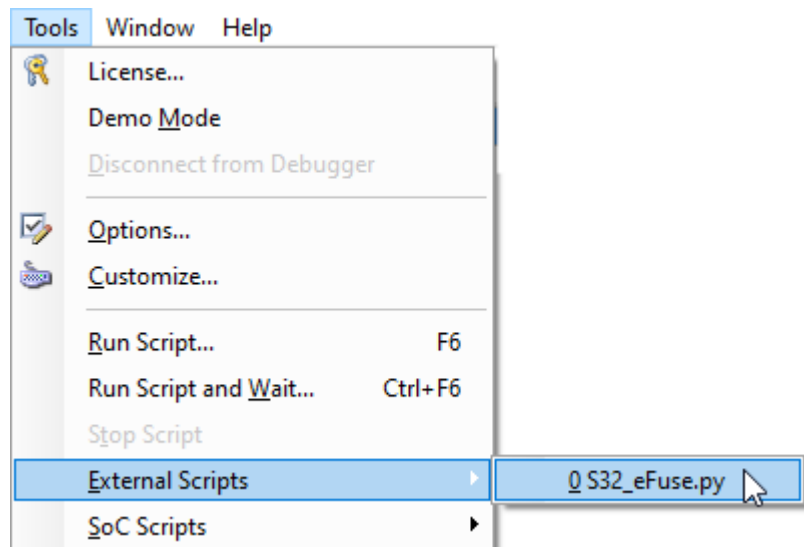 Tools Window Help
License...
Demo Mode
Disconnect from Debugger
Options...
Customize...
Run Script... F6
Run Script and Wait... Ctrl+F6
Stop Script
External Scripts 0 S32_eFuse.py
SoC Scripts